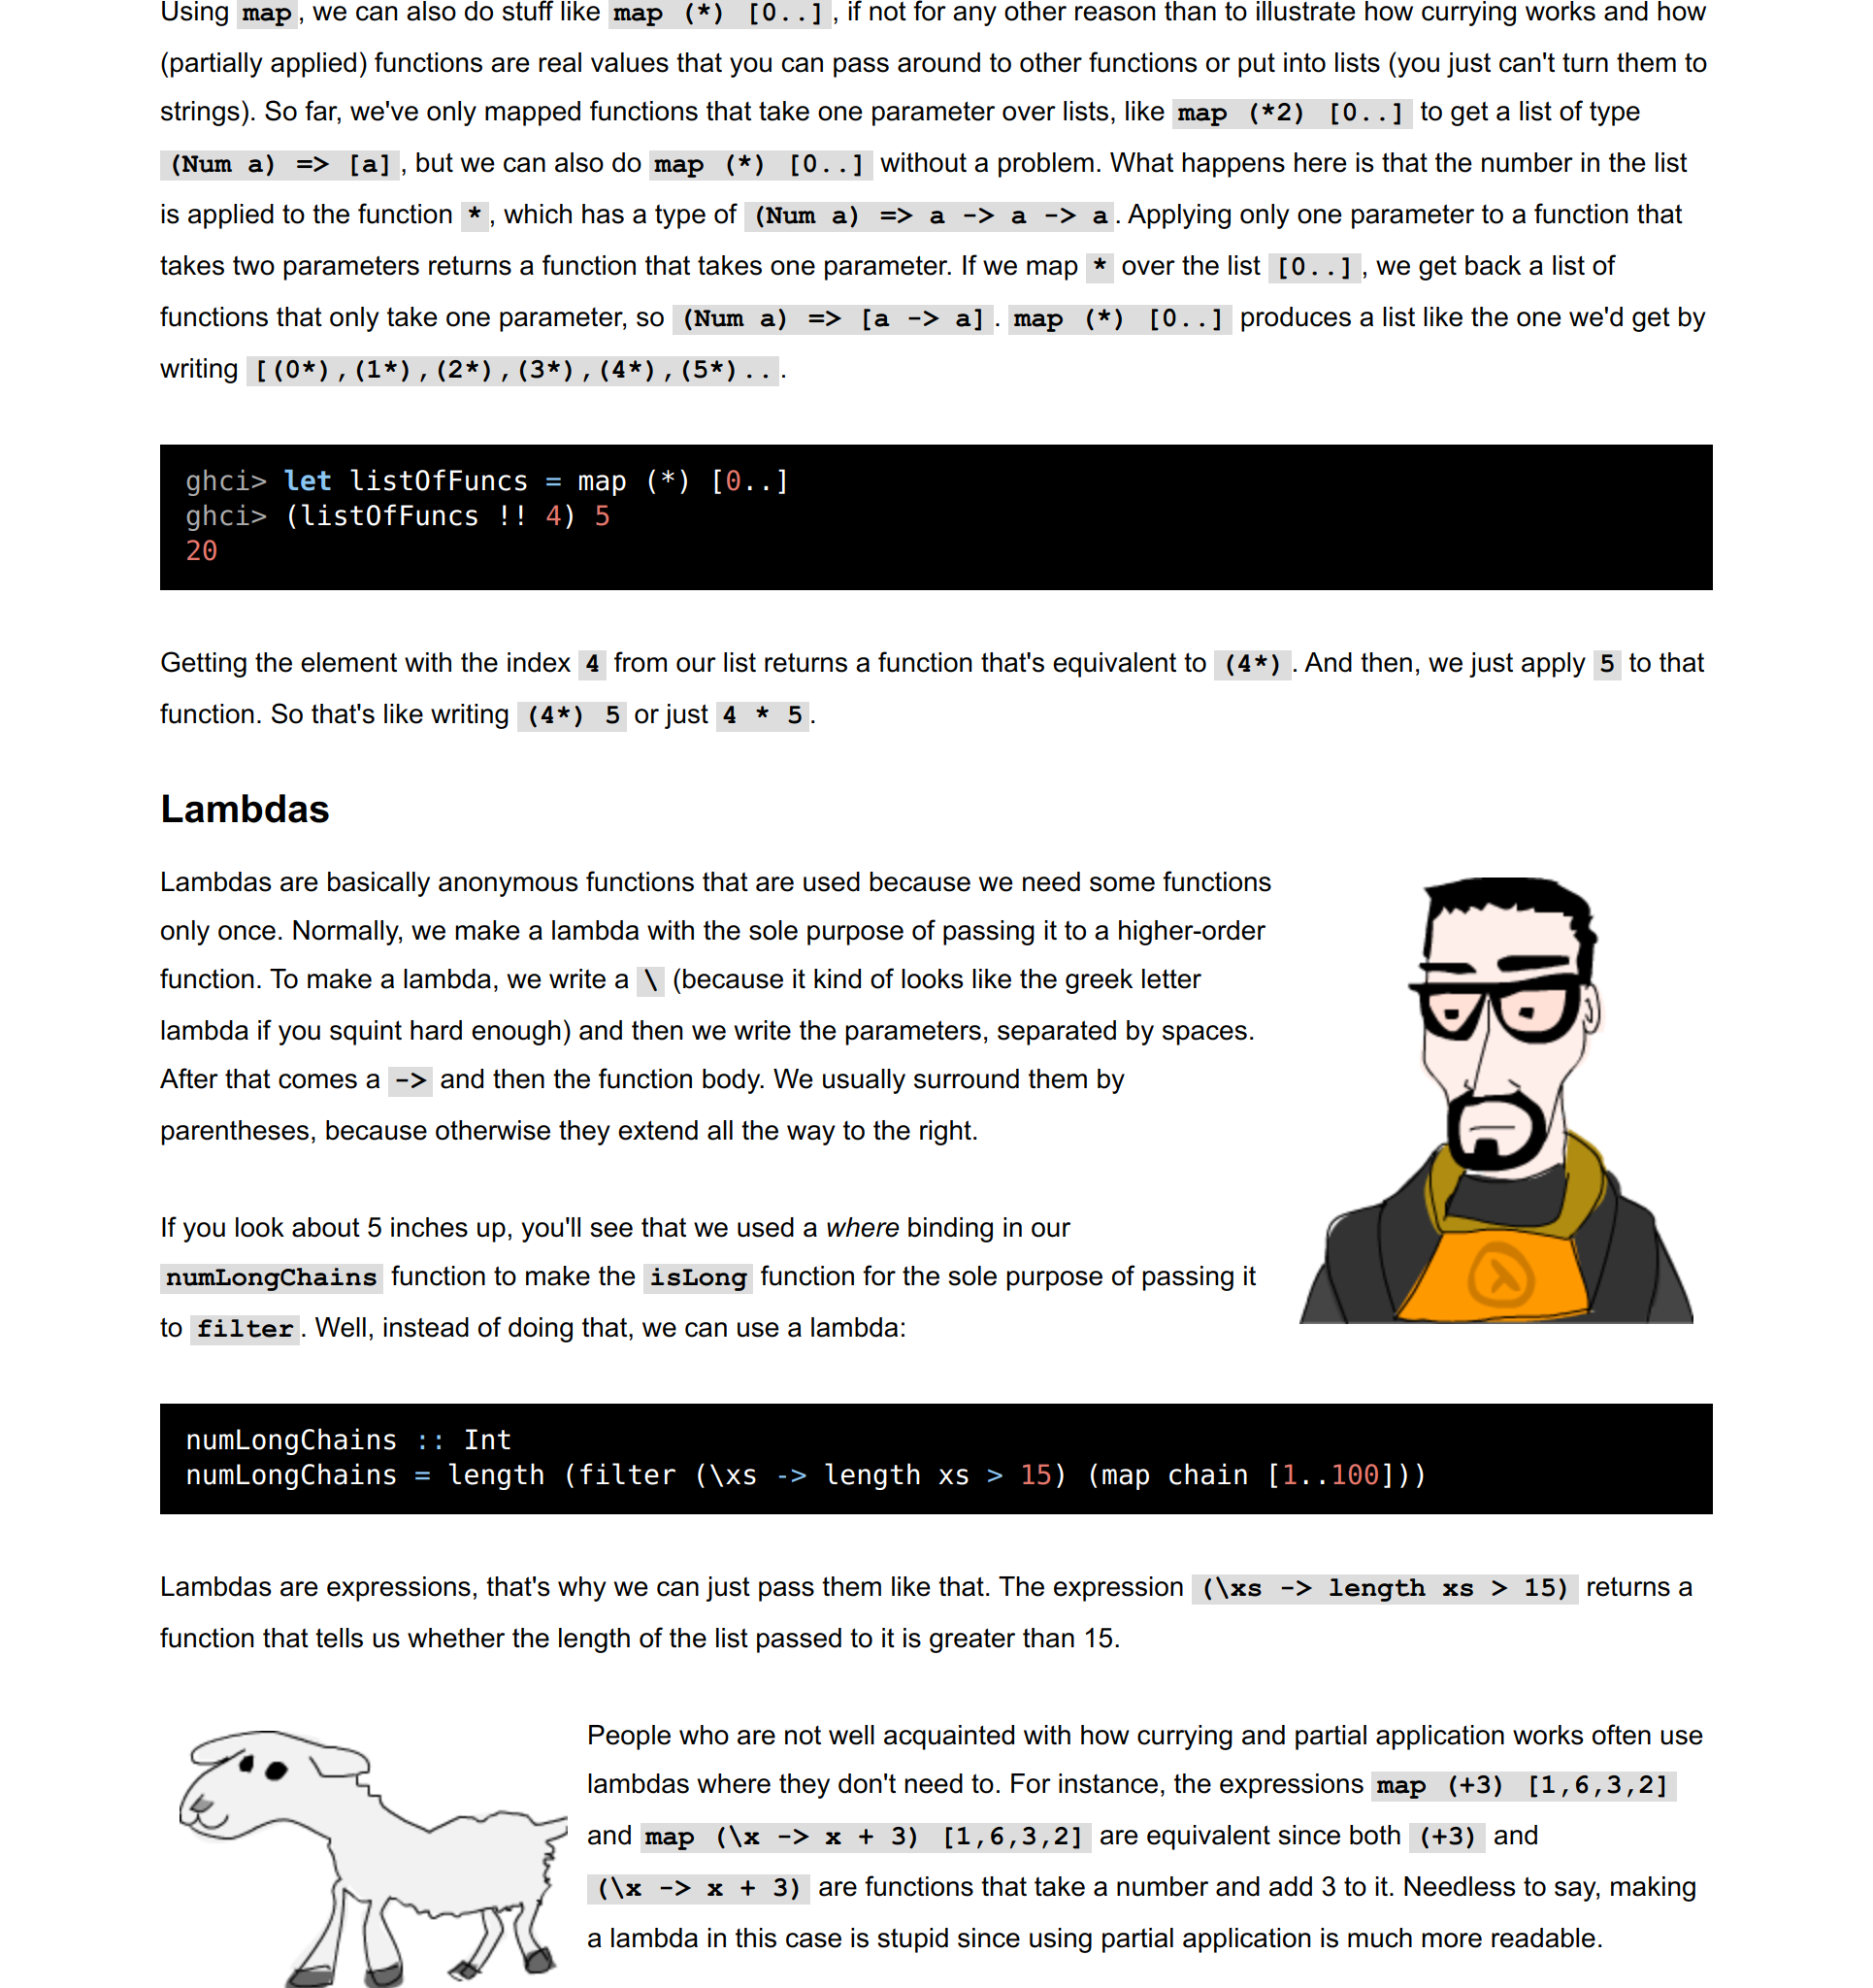 Using map , we can also do stuff like map (*) [0..] , if not for any other reason than to illustrate how currying works and how
(partially applied) functions are real values that you can pass around to other functions or put into lists (you just can't turn them to
strings). So far, we've only mapped functions that take one parameter over lists, like map (*2) [0..] to get a list of type
(Num a) => [a] , but we can also do map (*) [0..] without a problem. What happens here is that the number in the list
is applied to the function * , which has a type of (Num a) => a -> a -> a . Applying only one parameter to a function that
takes two parameters returns a function that takes one parameter. If we map * over the list [0..] , we get back a list of
functions that only take one parameter, so (Num a) => [a -> a] . map (*) [0..] produces a list like the one we'd get by
writing [(0*),(1*),(2*),(3*),(4*),(5*).. .
ghci> let listOfFuncs = map (*) [0..]
ghci> (listOfFuncs !! 4) 5
20
Getting the element with the index 4 from our list returns a function that's equivalent to (4*) . And then, we just apply 5 to that
function. So that's like writing (4*) 5 or just 4 * 5 .
Lambdas
Lambdas are basically anonymous functions that are used because we need some functions
only once. Normally, we make a lambda with the sole purpose of passing it to a higher-order
function. To make a lambda, we write a \ (because it kind of looks like the greek letter
lambda if you squint hard enough) and then we write the parameters, separated by spaces.
After that comes a -> and then the function body. We usually surround them by
parentheses, because otherwise they extend all the way to the right.
If you look about 5 inches up, you'll see that we used a where binding in our
numLongChains function to make the isLong function for the sole purpose of passing it
to filter . Well, instead of doing that, we can use a lambda:
numLongChains :: Int
numLongChains = length (filter (\xs -> length xs > 15) (map chain [1..100]))
Lambdas are expressions, that's why we can just pass them like that. The expression (\xs -> length xs > 15) returns a
function that tells us whether the length of the list passed to it is greater than 15.
People who are not well acquainted with how currying and partial application works often use
lambdas where they don't need to. For instance, the expressions map (+3) [1,6,3,2]
and map (\x -> x + 3) [1,6,3,2] are equivalent since both (+3) and
(\x -> x + 3) are functions that take a number and add 3 to it. Needless to say, making
a lambda in this case is stupid since using partial application is much more readable.